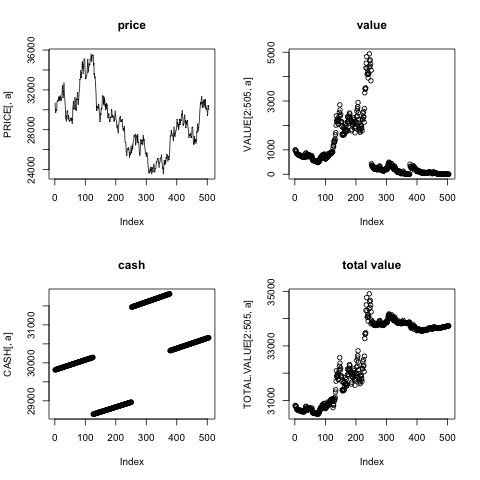 price
PRICE[, a]
24000 28000 32000 36000
0 100 200 300 400 500
Index
value
VALUE[2:505, a]
0 1000 3000 5000
0 100 200 300 400 500
Index
cash
CASH[, a]
29000 30000 31000
0 100 200 300 400 500
Index
total value
TOTAL.VALUE[2:505, a]
31000 33000 35000
0 100 200 300 400 500
Index